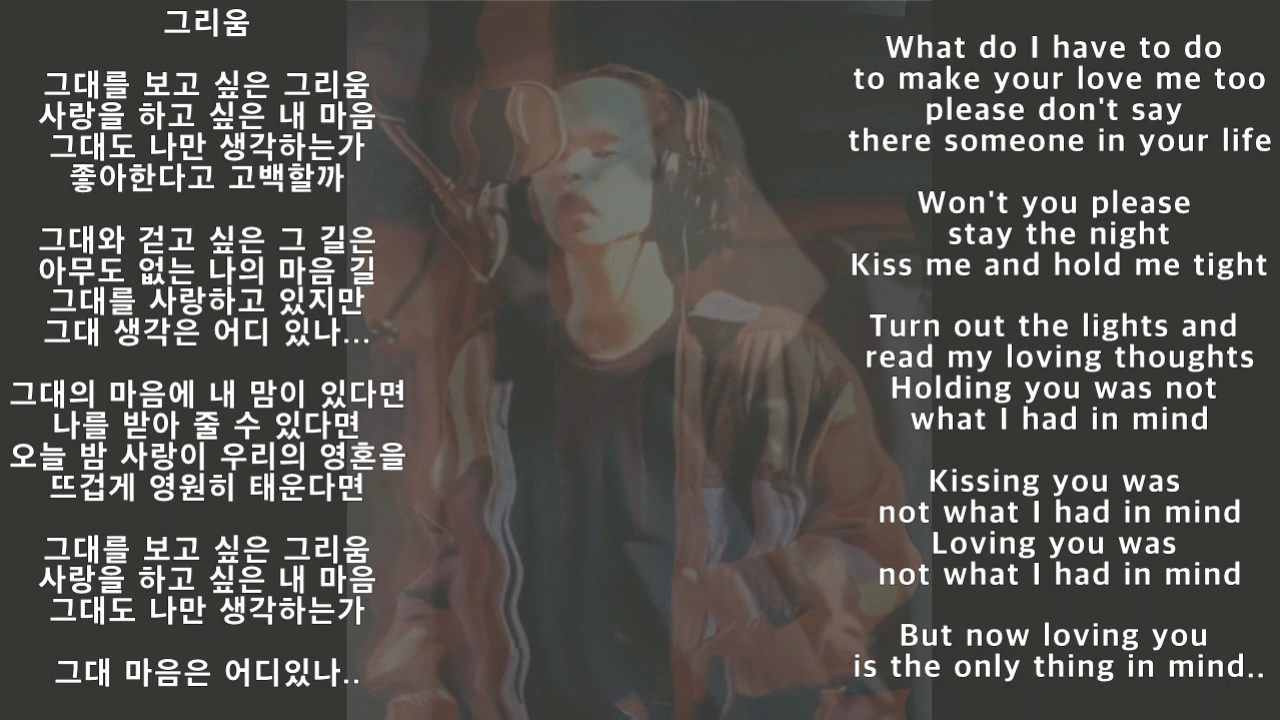 그리움
그대를 보고 싶은 그리움
사랑을 하고 싶은 내 마음
그대도 나만 생각하는가
좋아한다고 고백할까
그대와 걷고 싶은 그 길은
아무도 없는 나의 마음 길
그대를 사랑하고 있지만
그대 생각은 어디 있나...
그대의 마음에 내 맘이 있다면
나를 받아 줄 수 있다면
오늘 밤 사랑이 우리의 영혼을
뜨겁게 영원히 태운다면
그대를 보고 싶은 그리움
사랑을 하고 싶은 내 마음
그대도 나만 생각하는가
그대 마음은 어디있나..
What do I have to do
to make your love me too
please don't say
there someone in your life
Won't you please
stay the night
Kiss me and hold me tight
Turn out the lights and
read my loving thoughts
Holding you was not
what I had in mind
Kissing you was
not what I had in mind
Loving you was
not what I had in mind
But now loving you
is the only thing in mind..